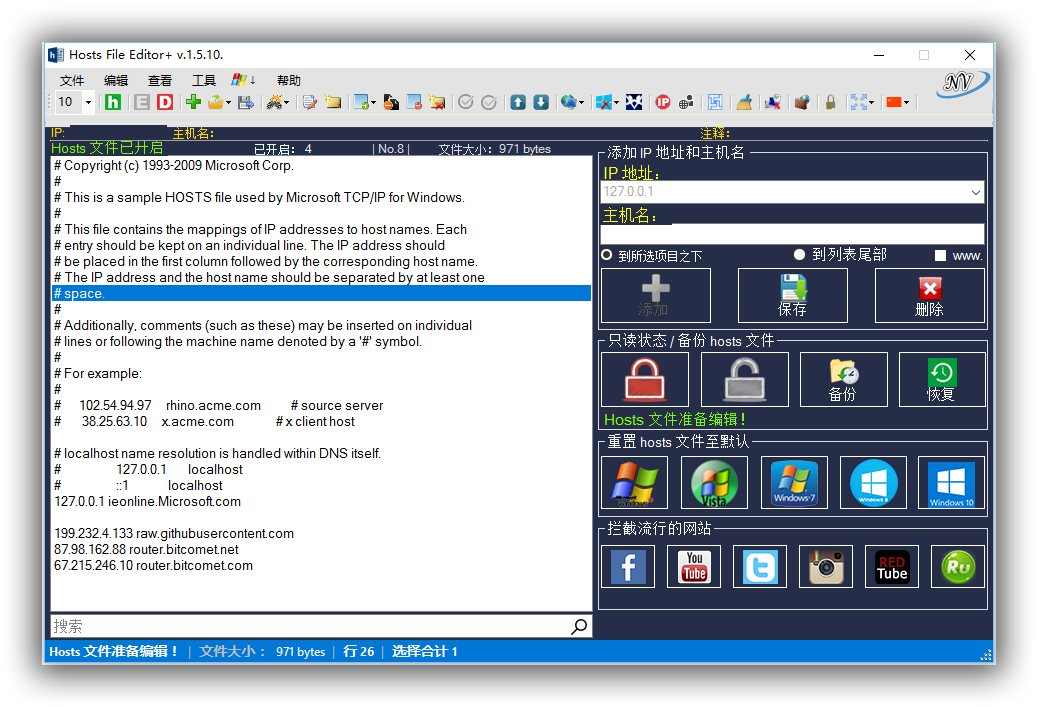 Hosts File Editor+ v.1.5.10.
文件 编辑 查看 工具 帮助
10 h E D IP
NV
IP: 主机名: 注释:
Hosts 文件已开启 已开启: 4 | No.8 | 文件大小: 971 bytes
# Copyright (c) 1993-2009 Microsoft Corp.
#
# This is a sample HOSTS file used by Microsoft TCP/IP for Windows.
#
# This file contains the mappings of IP addresses to host names. Each
# entry should be kept on an individual line. The IP address should
# be placed in the first column followed by the corresponding host name.
# The IP address and the host name should be separated by at least one
# space.
#
# Additionally, comments (such as these) may be inserted on individual
# lines or following the machine name denoted by a '#' symbol.
#
# For example:
#
# 102.54.94.97 rhino.acme.com # source server
# 38.25.63.10 x.acme.com # x client host
# localhost name resolution is handled within DNS itself.
# 127.0.0.1 localhost
# ::1 localhost
127.0.0.1 ieonline.Microsoft.com
199.232.4.133 raw.githubusercontent.com
87.98.162.88 router.bitcomet.net
67.215.246.10 router.bitcomet.com
搜索
添加 IP 地址和主机名
IP 地址:
127.0.0.1
主机名:
到所选项目之下 到列表尾部 www.
添加 保存 删除
只读状态 / 备份 hosts 文件
备份 恢复
Hosts 文件准备编辑!
重置 hosts 文件至默认
Vista Windows 7 Windows 8 Windows 10
拦截流行的网站
f You Tube t RED Tube Ru
Hosts 文件准备编辑! | 文件大小: 971 bytes | 行 26 | 选择合计 1